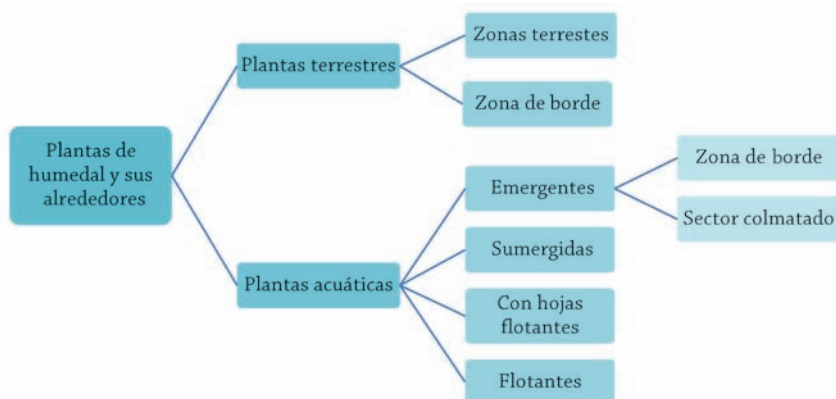 Plantas de
humedal y sus
alrededores
Plantas terrestres
Zonas terrestes
Zona de borde
Plantas acuáticas
Emergentes
Zona de borde
Sector colmatado
Sumergidas
Con hojas
flotantes
Flotantes